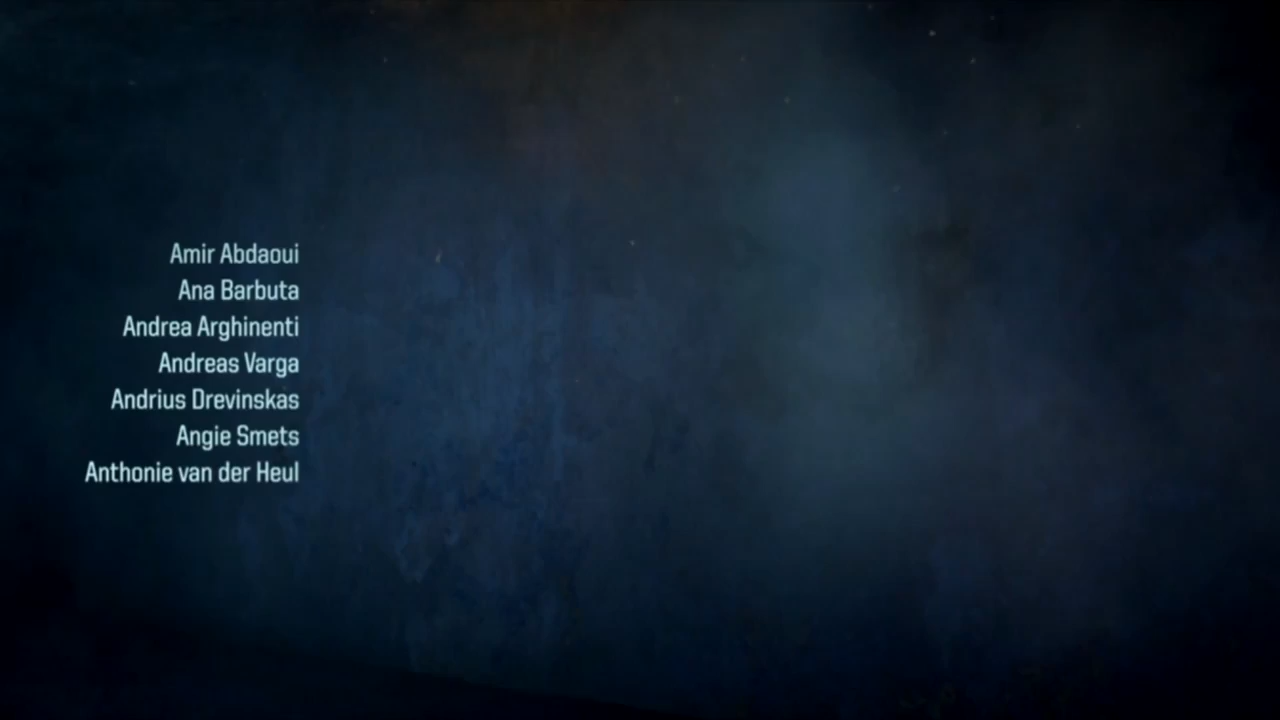 Amir Abdaoui
Ana Barbuta
Andrea Arghinenti
Andreas Varga
Andrius Drevinskas
Angie Smets
Anthonie van der Heul